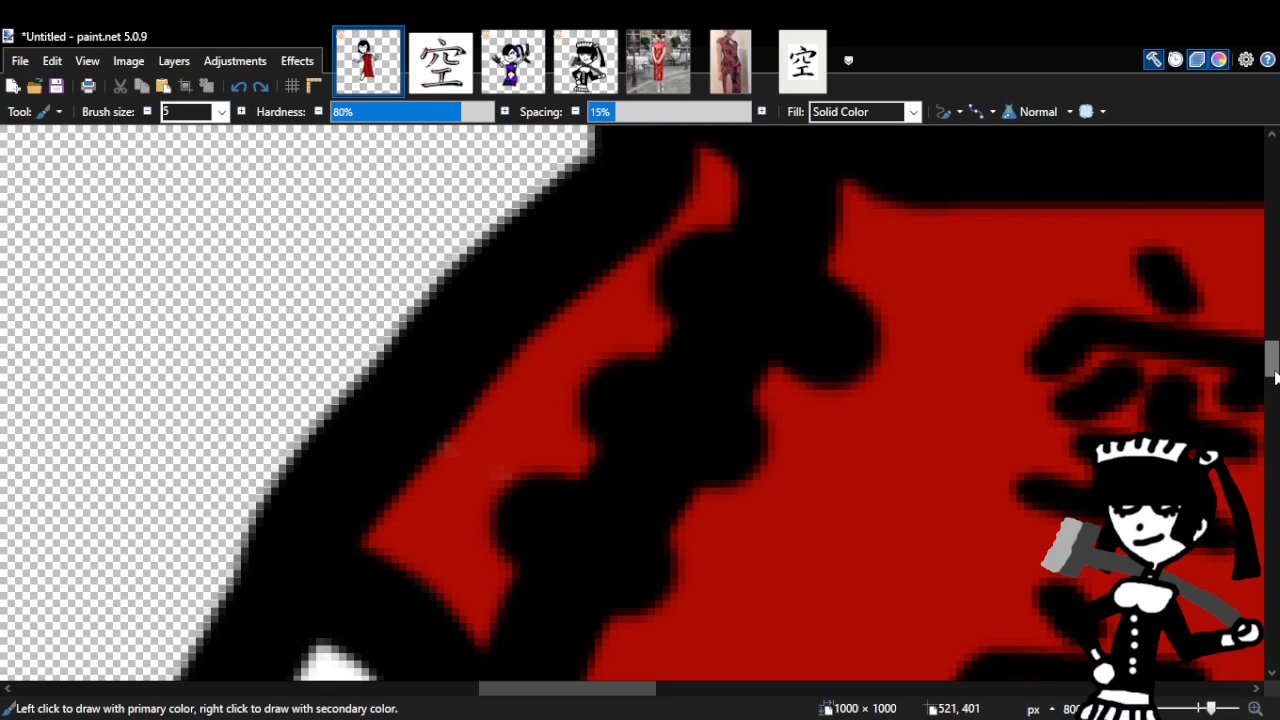 *Untitled - paint.net 5.0.9
空
空
File Edit View Image Layers Adjustments Effects
Tool: Brush size: 5 Hardness: 80% Spacing: 15% Fill: Solid Color Normal
Left click to draw with primary color, right click to draw with secondary color. 1000 × 1000 521, 401 px